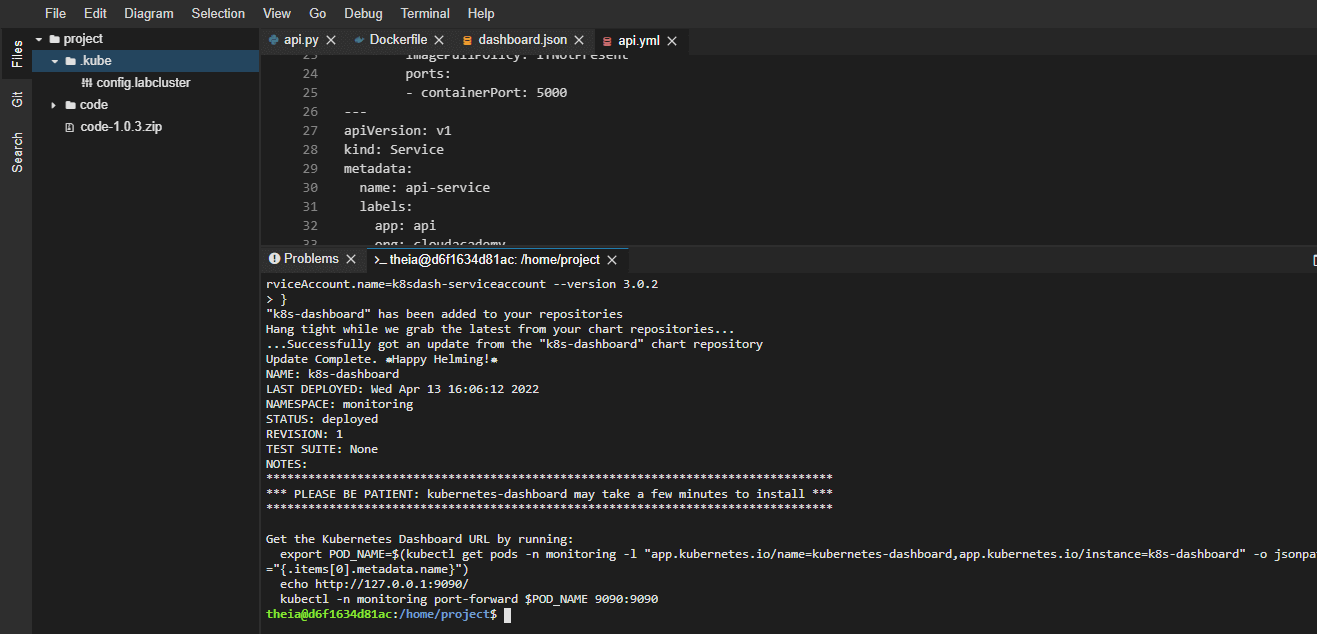 File Edit Diagram Selection View Go Debug Terminal Help
Files
Git
Search
project
.kube
config.labcluster
code
code-1.0.3.zip
api.py
Dockerfile
dashboard.json
api.yml
23 imagePullPolicy: IfNotPresent
24 ports:
25 - containerPort: 5000
26 ---
27 apiVersion: v1
28 kind: Service
29 metadata:
30 name: api-service
31 labels:
32 app: api
33 org: cloudacademy
Problems
>_ theia@d6f1634d81ac: /home/project
rviceAccount.name=k8sdash-serviceaccount --version 3.0.2
> }
"k8s-dashboard" has been added to your repositories
Hang tight while we grab the latest from your chart repositories...
...Successfully got an update from the "k8s-dashboard" chart repository
Update Complete. ⎈Happy Helming!⎈
NAME: k8s-dashboard
LAST DEPLOYED: Wed Apr 13 16:06:12 2022
NAMESPACE: monitoring
STATUS: deployed
REVISION: 1
TEST SUITE: None
NOTES:
*********************************************************************************
*** PLEASE BE PATIENT: kubernetes-dashboard may take a few minutes to install ***
*********************************************************************************
Get the Kubernetes Dashboard URL by running:
export POD_NAME=$(kubectl get pods -n monitoring -l "app.kubernetes.io/name=kubernetes-dashboard,app.kubernetes.io/instance=k8s-dashboard" -o jsonpa
="{.items[0].metadata.name}")
echo http://127.0.0.1:9090/
kubectl -n monitoring port-forward $POD_NAME 9090:9090
theia@d6f1634d81ac:/home/project$